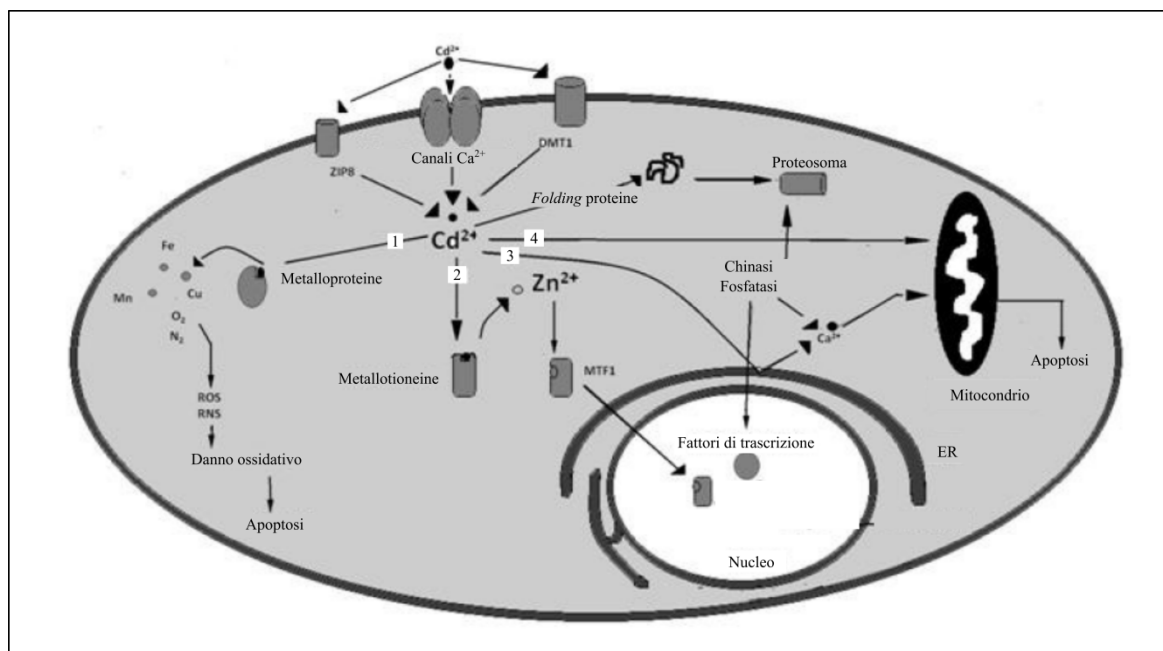 Cd²⁺
ZIP8
Canali Ca²⁺
DMT1
Folding proteine
Proteosoma
Cd²⁺
1
2
3
4
Fe
Mn
Cu
O₂
N₂
Metalloproteine
Zn²⁺
Chinasi
Fosfatasi
Ca²⁺
Metallotioneine
MTF1
Apoptosi
Mitocondrio
ROS
RNS
Danno ossidativo
Apoptosi
Fattori di trascrizione
ER
Nucleo